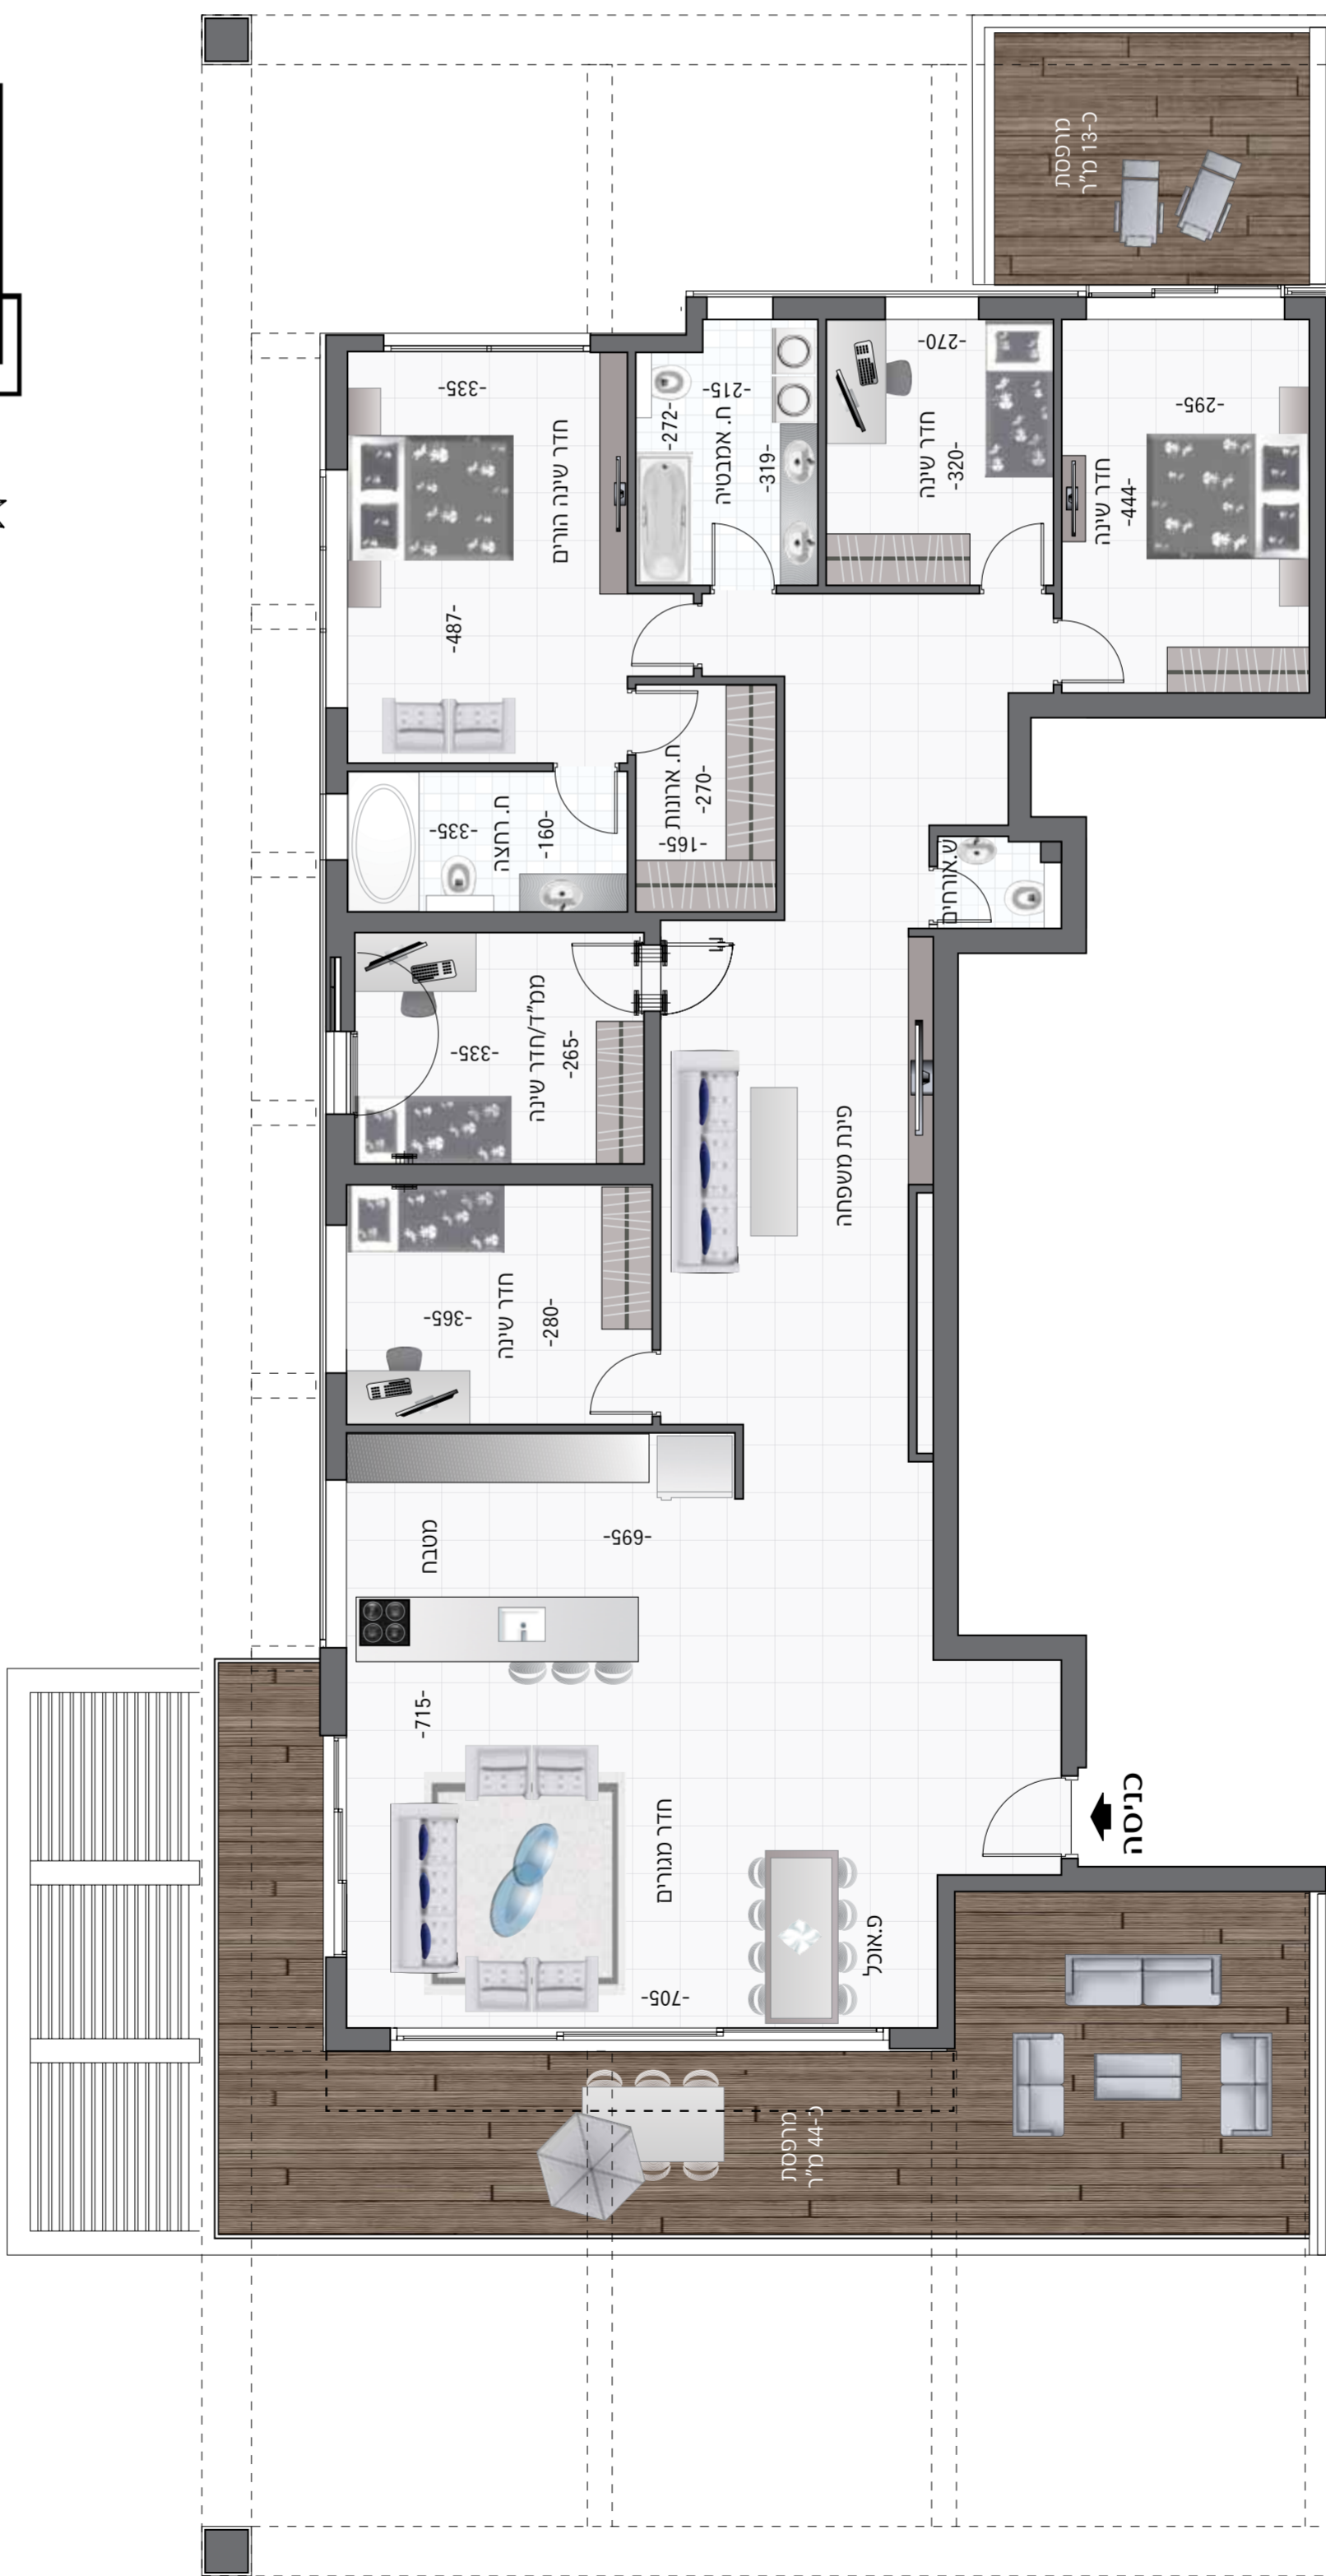 מרפסת
כ-13 מ"ר
-335-
חדר שינה הורים
-487-
-272-
-215-
ח. אמבטיה
-319-
-270-
חדר שינה
-320-
-295-
חדר שינה
-444-
ח. רחצה
-335-
-160-
ח. ארונות
-270-
-165-
ש.אורחים
ממ"ד/חדר שינה
-335-
-265-
פינת משפחה
חדר שינה
-365-
-280-
מטבח
-695-
-715-
חדר מגורים
-705-
פ.אוכל
כניסה
מרפסת
כ-44 מ"ר